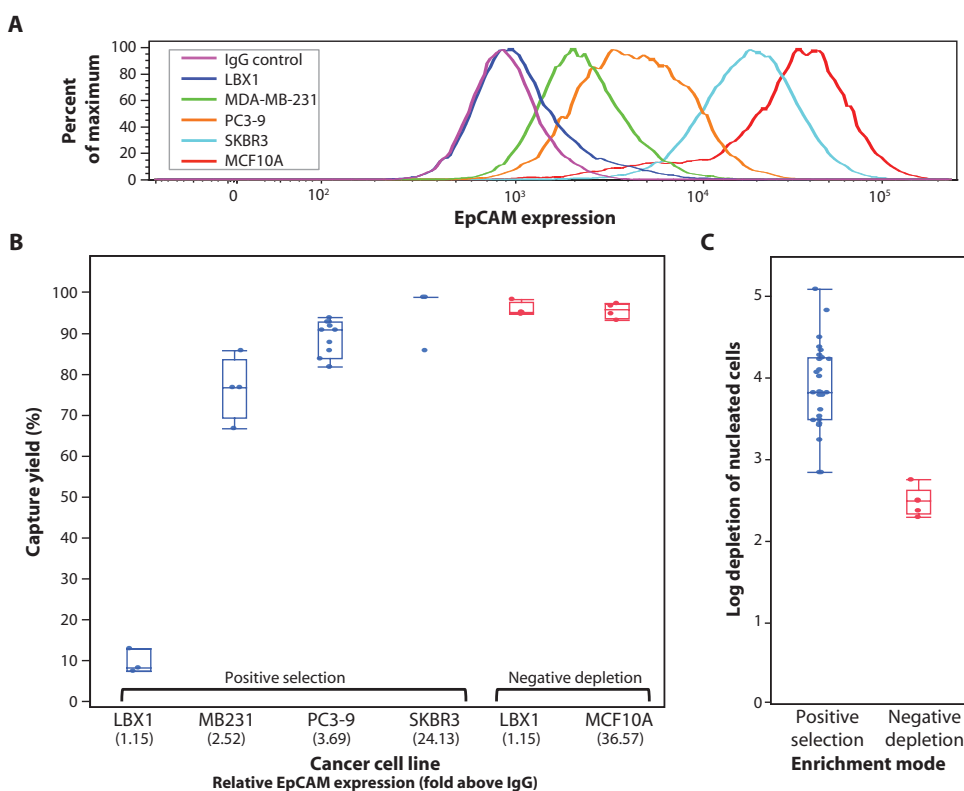 A
Percent
of maximum
100
80
60
40
20
0
IgG control
LBX1
MDA-MB-231
PC3-9
SKBR3
MCF10A
0 10² 10³ 10⁴ 10⁵
EpCAM expression
B
Capture yield (%)
100
90
80
70
60
50
40
30
20
10
0
Positive selection Negative depletion
LBX1 MB231 PC3-9 SKBR3 LBX1 MCF10A
(1.15) (2.52) (3.69) (24.13) (1.15) (36.57)
Cancer cell line
Relative EpCAM expression (fold above IgG)
C
Log depletion of nucleated cells
5
4
3
2
1
0
Positive Negative
selection depletion
Enrichment mode